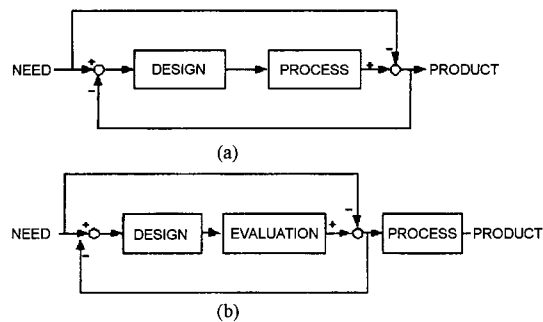 NEED + DESIGN PROCESS + − PRODUCT
−
(a)
NEED + DESIGN EVALUATION + − PROCESS PRODUCT
−
(b)